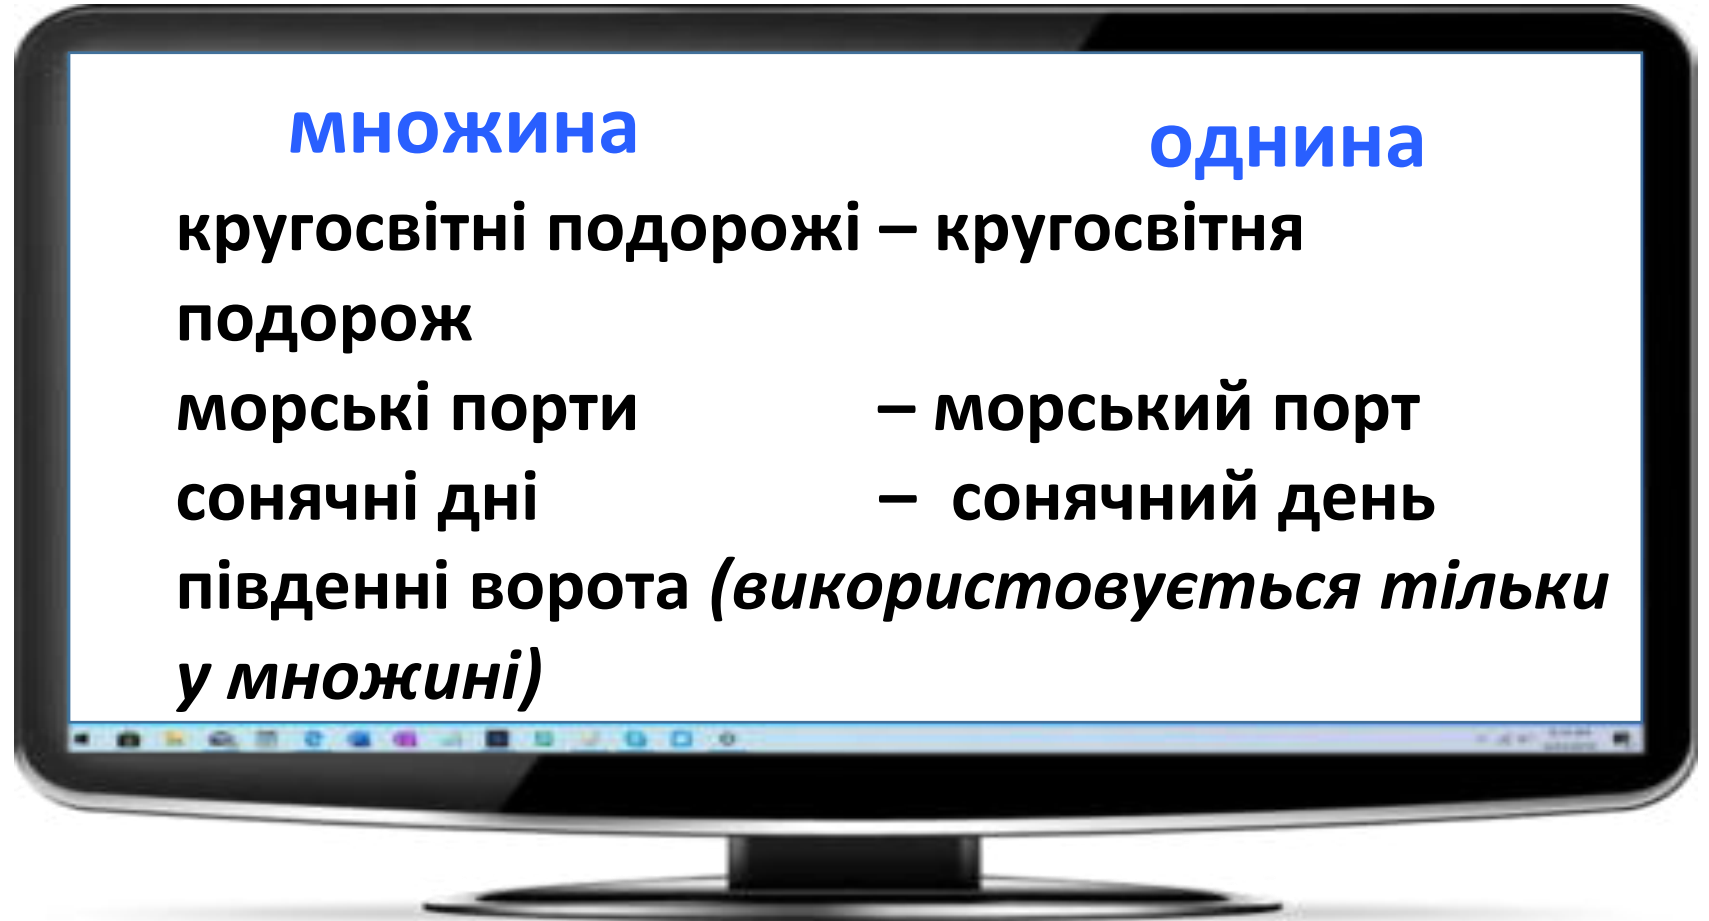 множина однина
кругосвітні подорожі – кругосвітня
подорож
морські порти – морський порт
сонячні дні – сонячний день
південні ворота (використовується тільки
у множині)